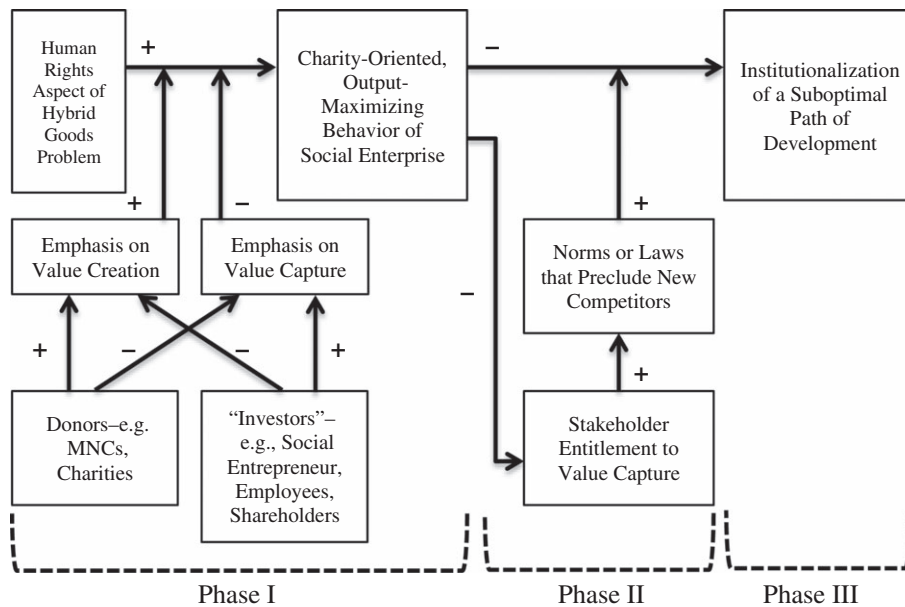 Human
Rights
Aspect of
Hybrid
Goods
Problem
+
−
Charity-Oriented,
Output-
Maximizing
Behavior of
Social Enterprise
−
Institutionalization
of a Suboptimal
Path of
Development
+
−
+
Emphasis on
Value Creation
Emphasis on
Value Capture
−
Norms or Laws
that Preclude New
Competitors
+
−
−
+
+
Donors–e.g.
MNCs,
Charities
“Investors”–
e.g., Social
Entrepreneur,
Employees,
Shareholders
Stakeholder
Entitlement to
Value Capture
Phase I
Phase II
Phase III